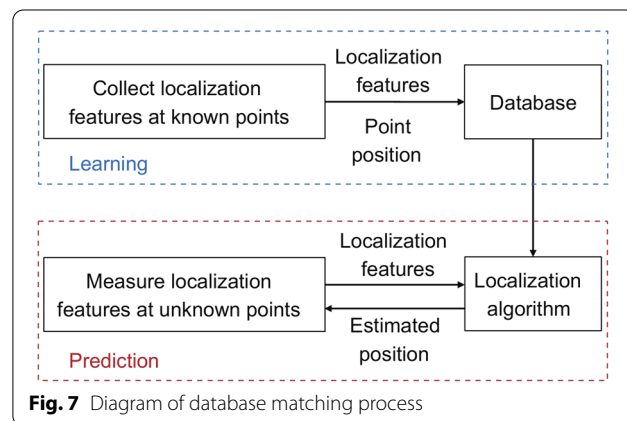 Collect localization
features at known points
Localization
features
Point
position
Database
Learning
Measure localization
features at unknown points
Localization
features
Estimated
position
Localization
algorithm
Prediction
Fig. 7 Diagram of database matching process